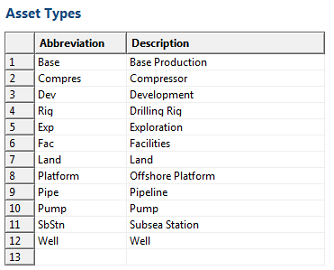 Asset Types
Abbreviation Description
1 Base Base Production
2 Compres Compressor
3 Dev Development
4 Rig Drilling Rig
5 Exp Exploration
6 Fac Facilities
7 Land Land
8 Platform Offshore Platform
9 Pipe Pipeline
10 Pump Pump
11 SbStn Subsea Station
12 Well Well
13